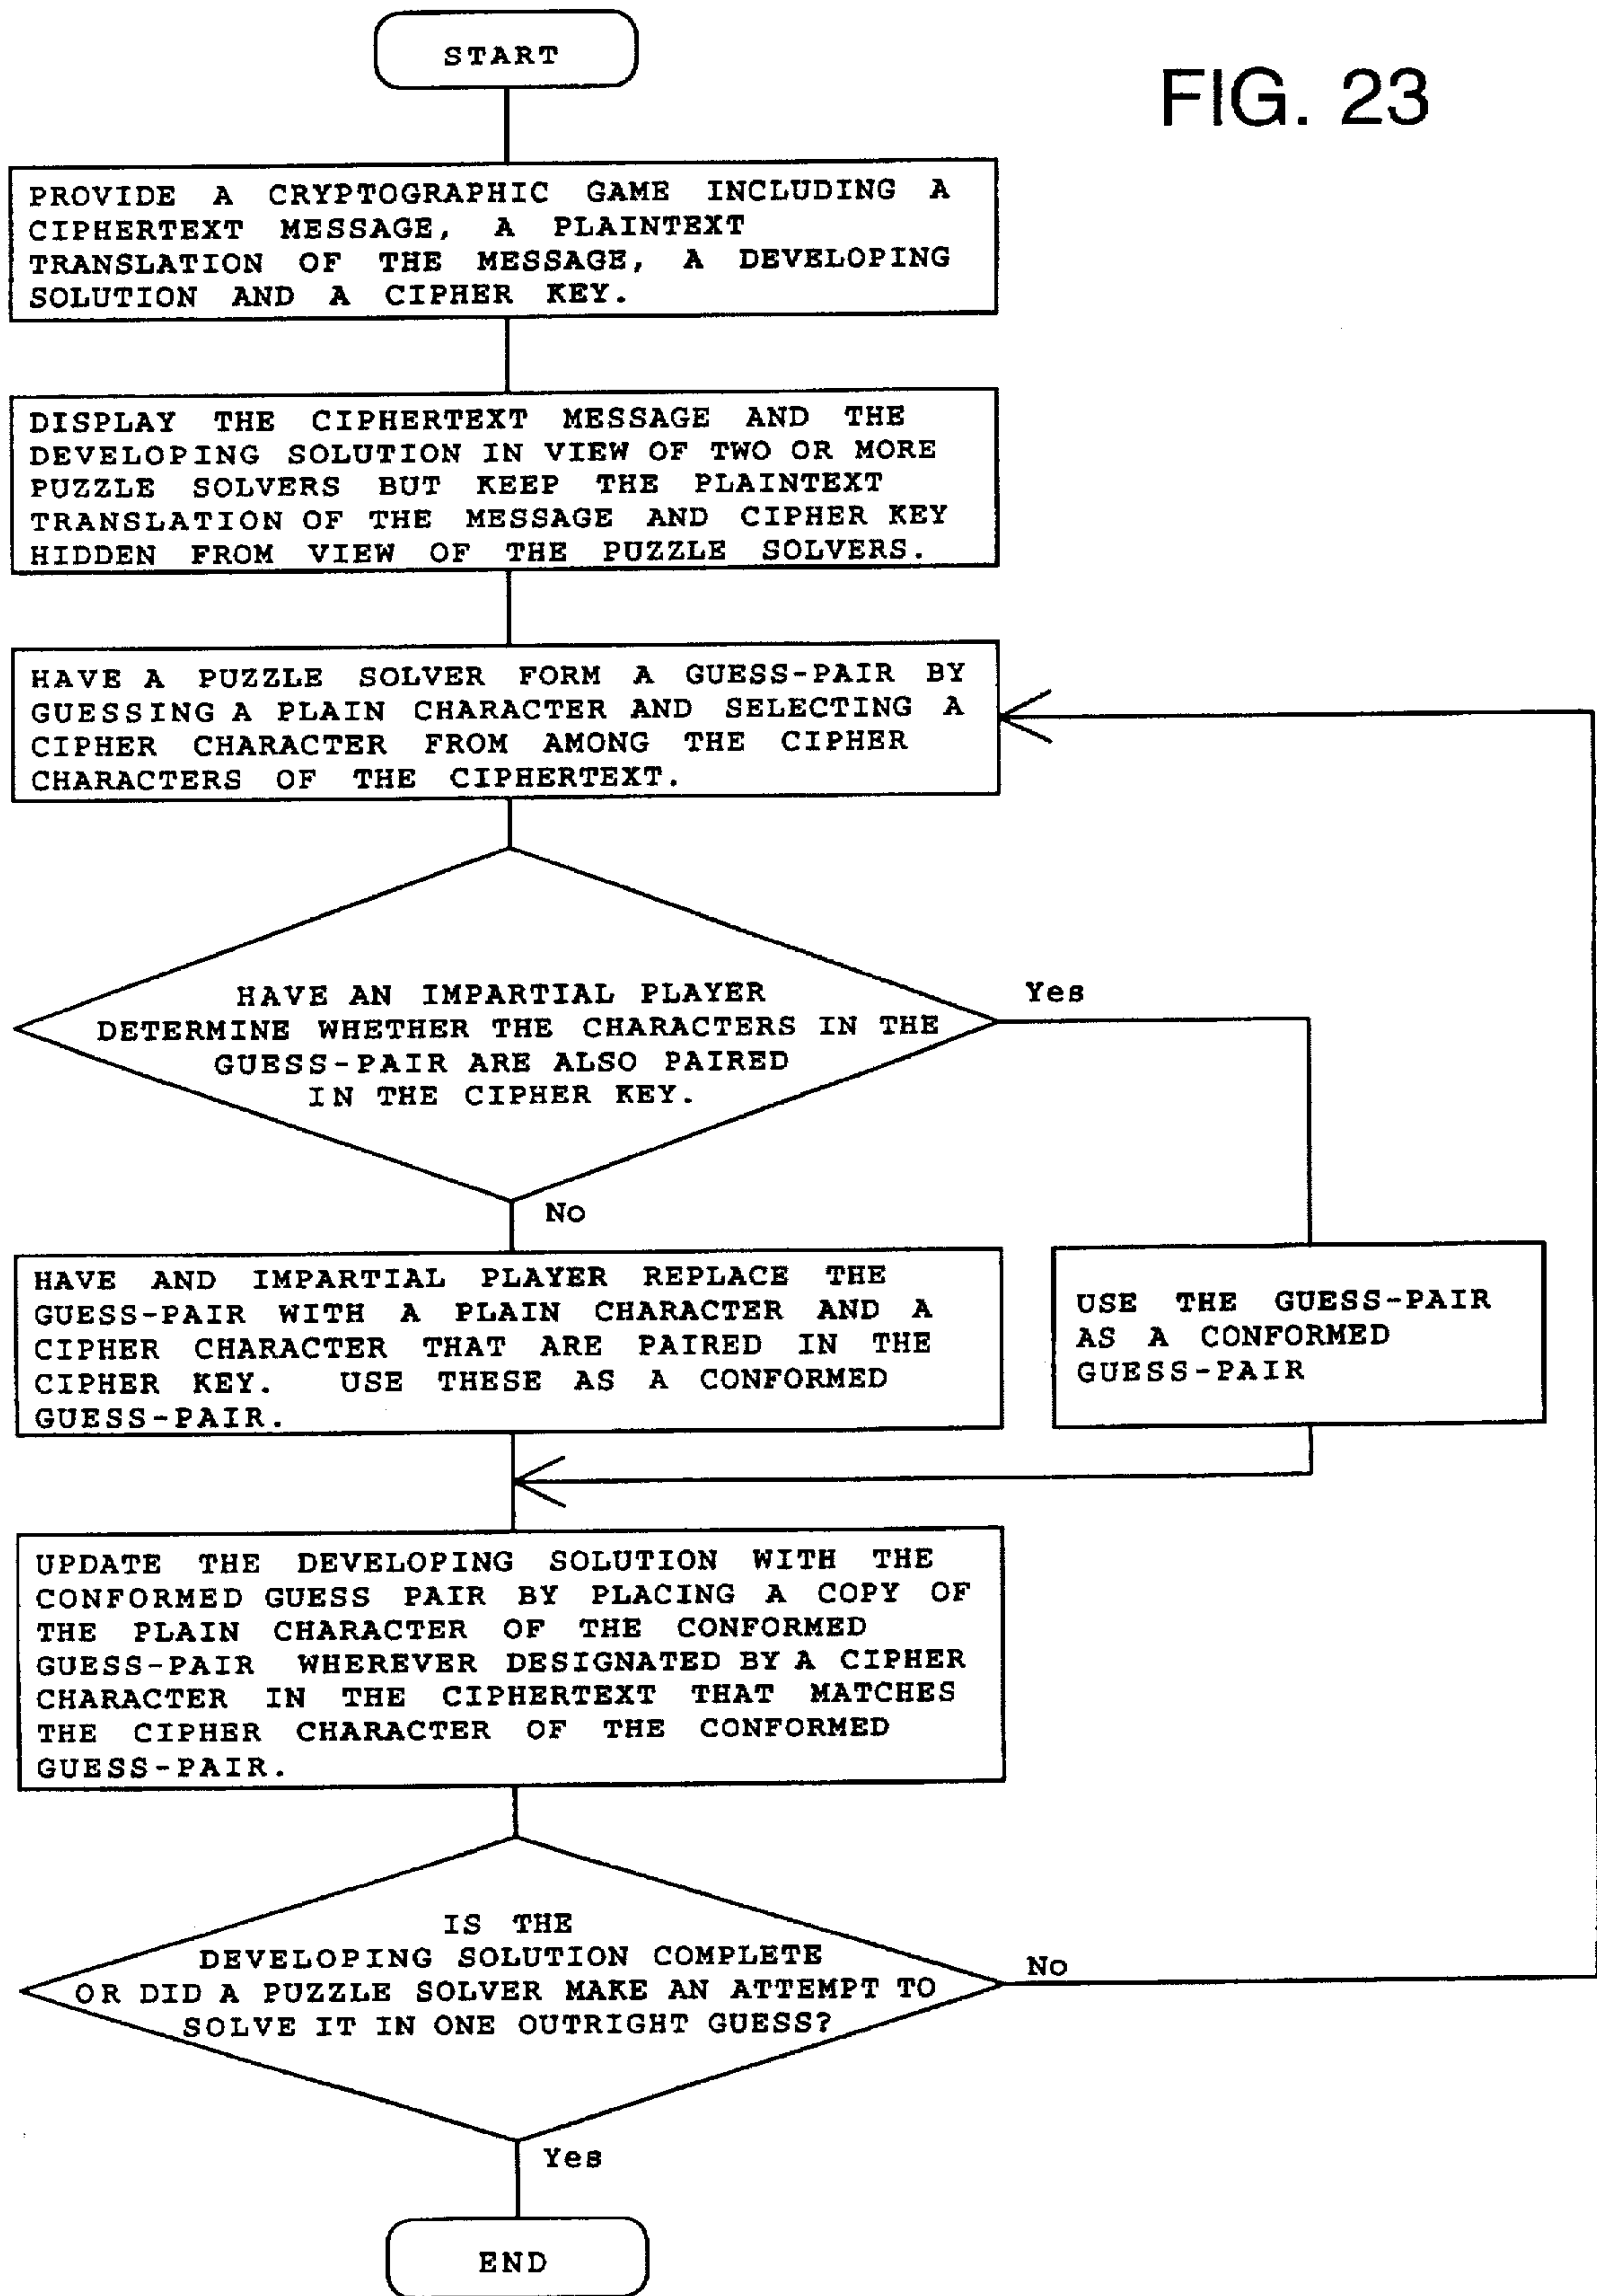 START
FIG. 23
PROVIDE A CRYPTOGRAPHIC GAME INCLUDING A
CIPHERTEXT MESSAGE, A PLAINTEXT
TRANSLATION OF THE MESSAGE, A DEVELOPING
SOLUTION AND A CIPHER KEY.
DISPLAY THE CIPHERTEXT MESSAGE AND THE
DEVELOPING SOLUTION IN VIEW OF TWO OR MORE
PUZZLE SOLVERS BUT KEEP THE PLAINTEXT
TRANSLATION OF THE MESSAGE AND CIPHER KEY
HIDDEN FROM VIEW OF THE PUZZLE SOLVERS.
HAVE A PUZZLE SOLVER FORM A GUESS-PAIR BY
GUESSING A PLAIN CHARACTER AND SELECTING A
CIPHER CHARACTER FROM AMONG THE CIPHER
CHARACTERS OF THE CIPHERTEXT.
HAVE AN IMPARTIAL PLAYER
DETERMINE WHETHER THE CHARACTERS IN THE
GUESS-PAIR ARE ALSO PAIRED
IN THE CIPHER KEY.
Yes
No
HAVE AND IMPARTIAL PLAYER REPLACE THE
GUESS-PAIR WITH A PLAIN CHARACTER AND A
CIPHER CHARACTER THAT ARE PAIRED IN THE
CIPHER KEY. USE THESE AS A CONFORMED
GUESS-PAIR.
USE THE GUESS-PAIR
AS A CONFORMED
GUESS-PAIR
UPDATE THE DEVELOPING SOLUTION WITH THE
CONFORMED GUESS PAIR BY PLACING A COPY OF
THE PLAIN CHARACTER OF THE CONFORMED
GUESS-PAIR WHEREVER DESIGNATED BY A CIPHER
CHARACTER IN THE CIPHERTEXT THAT MATCHES
THE CIPHER CHARACTER OF THE CONFORMED
GUESS-PAIR.
IS THE
DEVELOPING SOLUTION COMPLETE
OR DID A PUZZLE SOLVER MAKE AN ATTEMPT TO
SOLVE IT IN ONE OUTRIGHT GUESS?
No
Yes
END